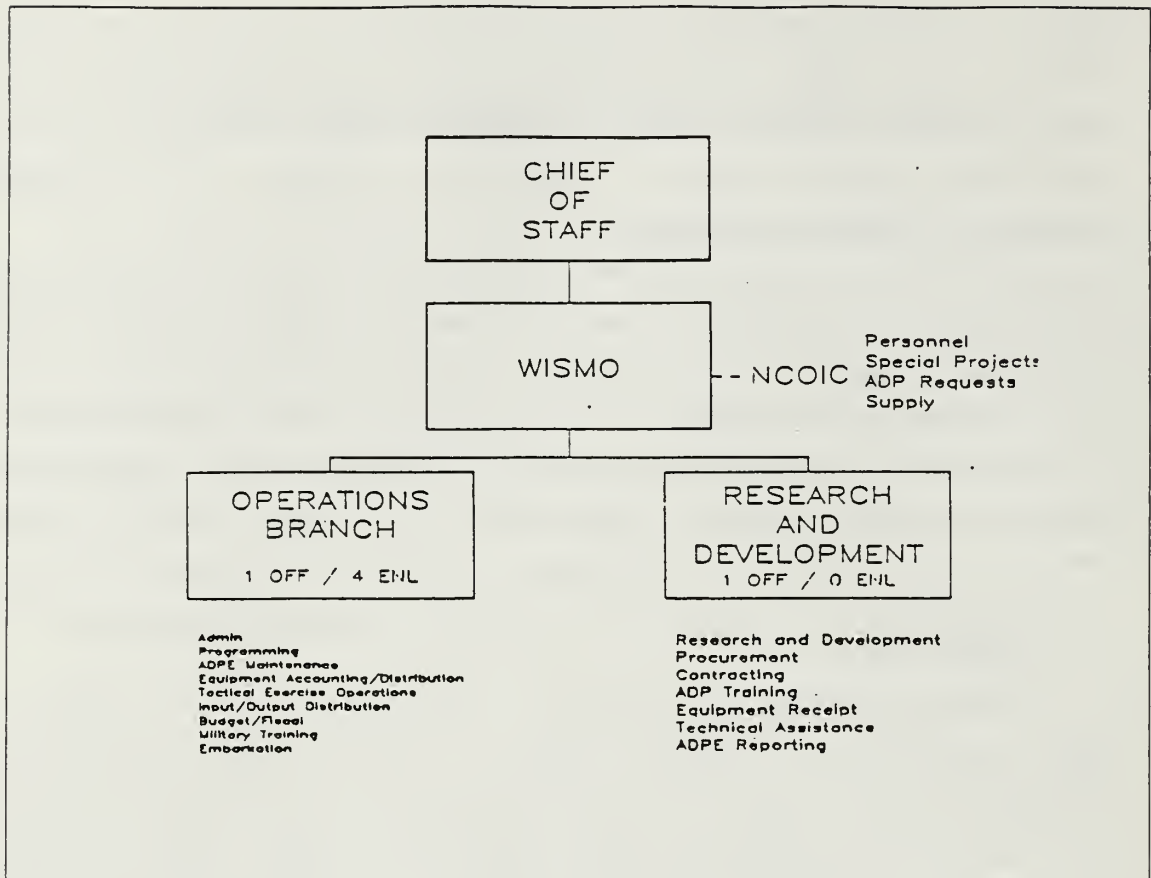 CHIEF
OF
STAFF
WISMO
-- NCOIC
Personnel
Special Projects
ADP Requests
Supply
OPERATIONS
BRANCH
1 OFF / 4 ENL
RESEARCH
AND
DEVELOPMENT
1 OFF / 0 ENL
Admin
Programming
ADPE Maintenance
Equipment Accounting/Distribution
Tactical Exercise Operations
Input/Output Distribution
Budget/Fiscal
Military Training
Embarkation
Research and Development
Procurement
Contracting
ADP Training
Equipment Receipt
Technical Assistance
ADPE Reporting